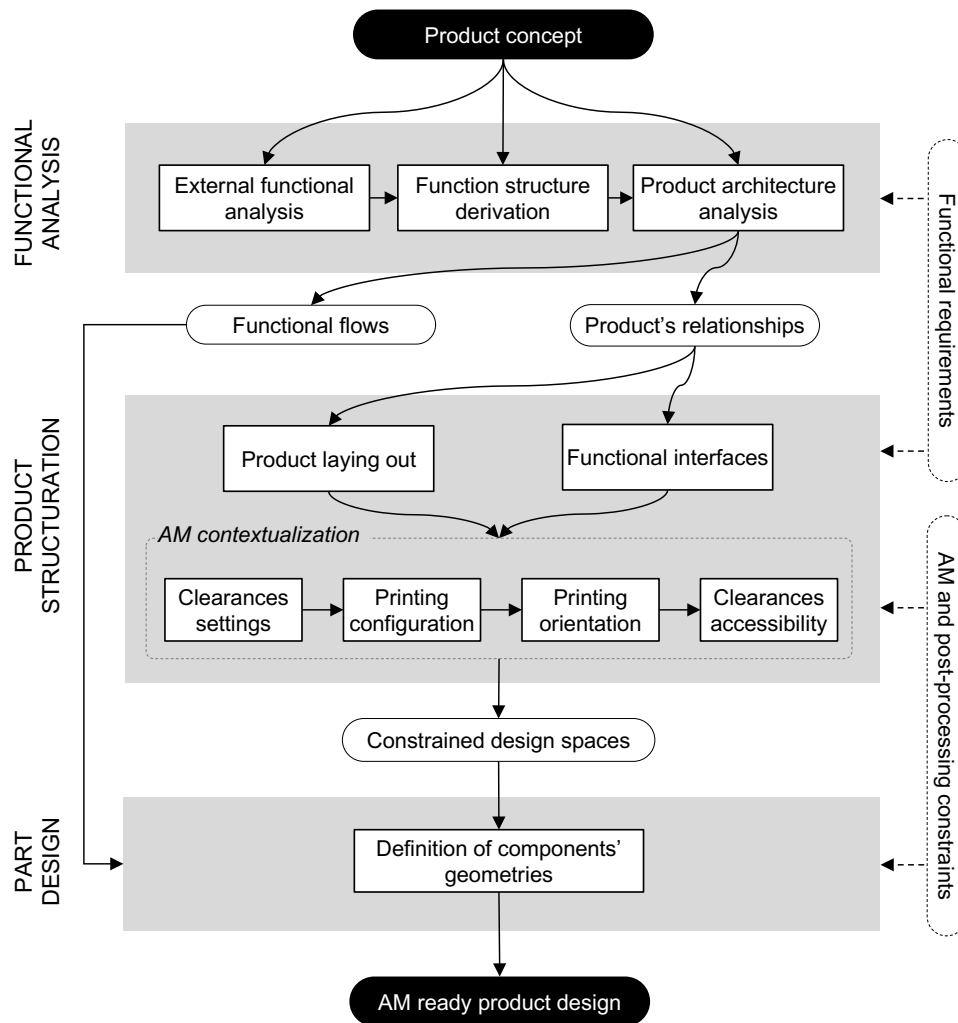 Product concept
FUNCTIONAL
ANALYSIS
External functional
analysis
Function structure
derivation
Product architecture
analysis
Functional requirements
Functional flows
Product's relationships
PRODUCT
STRUCTURATION
Product laying out
Functional interfaces
AM contextualization
Clearances
settings
Printing
configuration
Printing
orientation
Clearances
accessibility
AM and post-processing constraints
Constrained design spaces
PART
DESIGN
Definition of components'
geometries
AM ready product design